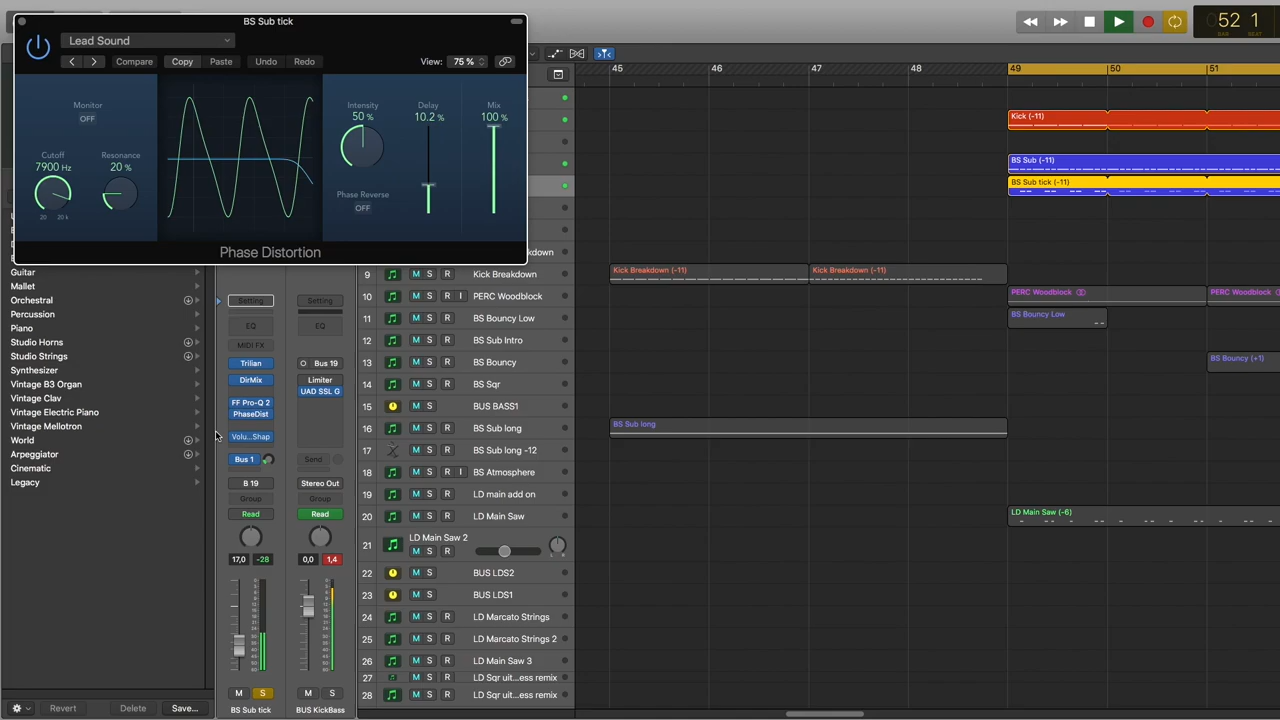 BS Sub tick
Lead Sound
Compare
Copy
Paste
Undo
Redo
View:
75 %
Monitor
OFF
Cutoff
7900 Hz
20
20 k
Resonance
20 %
Intensity
50 %
Phase Reverse
OFF
Delay
10.2 %
Mix
100 %
Phase Distortion
52 1
BAR
BEAT
45
46
47
48
49
50
51
Kick (-11)
BS Sub (-11)
BS Sub tick (-11)
Kick Breakdown (-11)
Kick Breakdown (-11)
PERC Woodblock
PERC Woodblock
BS Bouncy Low
BS Bouncy (+1)
BS Sub long
LD Main Saw (-6)
Guitar
Mallet
Orchestral
Percussion
Piano
Studio Horns
Studio Strings
Synthesizer
Vintage B3 Organ
Vintage Clav
Vintage Electric Piano
Vintage Mellotron
World
Arpeggiator
Cinematic
Legacy
Revert
Delete
Save...
Setting
EQ
MIDI FX
Trilian
DirMix
FF Pro-Q 2
PhaseDist
Volu...Shap
Bus 1
B 19
Group
Read
17,0
-28
M S
BS Sub tick
Setting
EQ
Bus 19
Limiter
UAD SSL G
Send
Stereo Out
Group
Read
0,0
1,4
M S
BUS KickBass
9 M S R Kick Breakdown
10 M S R I PERC Woodblock
11 M S R BS Bouncy Low
12 M S R BS Sub Intro
13 M S R BS Bouncy
14 M S R BS Sqr
15 M S BUS BASS1
16 M S R BS Sub long
17 M S R BS Sub long -12
18 M S R I BS Atmosphere
19 M S R LD main add on
20 M S R LD Main Saw
21 LD Main Saw 2
M S R
L R
22 M S BUS LDS2
23 M S BUS LDS1
24 M S R LD Marcato Strings
25 M S R LD Marcato Strings 2
26 M S R LD Main Saw 3
27 M S R LD Sqr uit...ess remix
28 M S R LD Sqr uit...ess remix